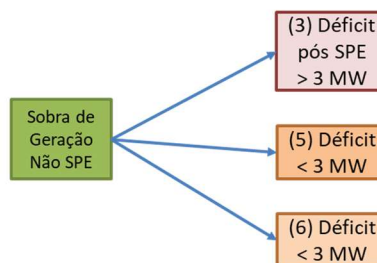 Sobra de
Geração
Não SPE
(3) Déficit
pós SPE
> 3 MW
(5) Déficit
< 3 MW
(6) Déficit
< 3 MW